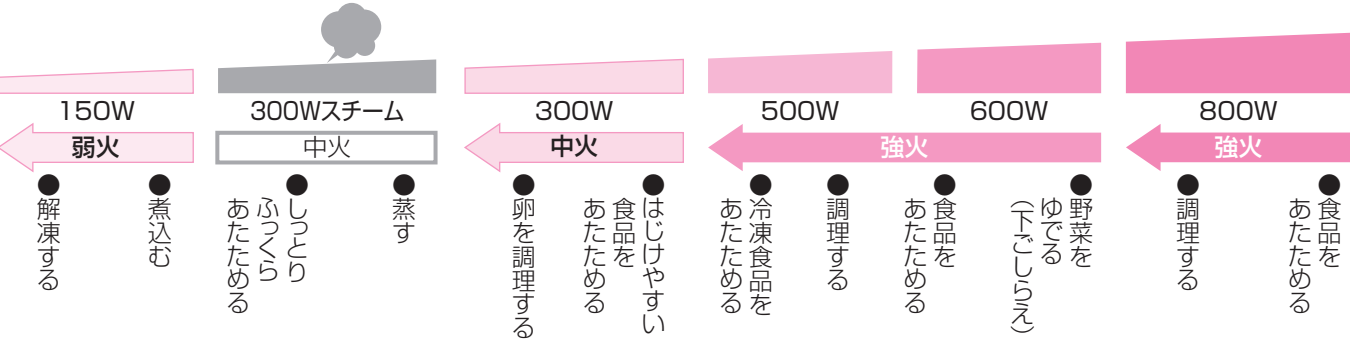 150W
300Wスチーム
300W
500W
600W
800W
弱火
中火
中火
強火
強火
解凍する
煮込む
しっとり
ふっくら
あたためる
蒸す
卵を調理する
はじけやすい
食品を
あたためる
冷凍食品を
あたためる
調理する
食品を
あたためる
野菜を
ゆでる
（下ごしらえ）
調理する
食品を
あたためる